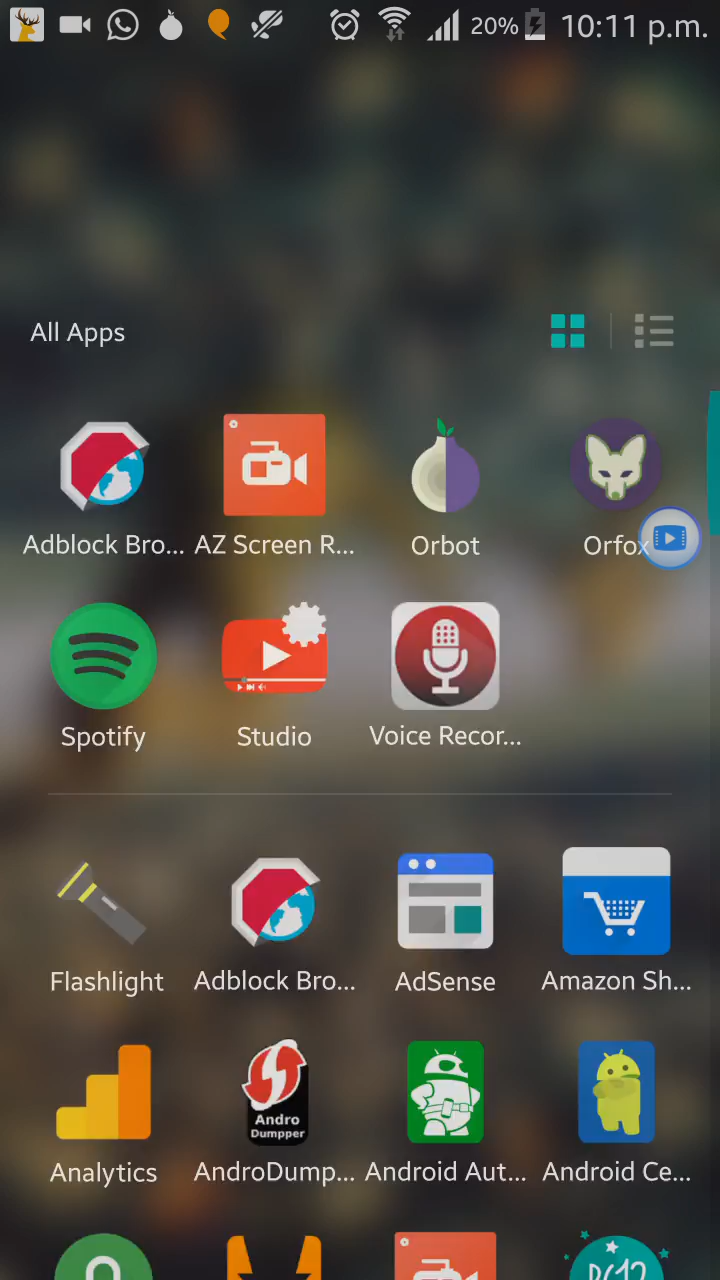 20% 10:11 p.m.
All Apps
Adblock Bro... AZ Screen R... Orbot Orfox
Spotify Studio Voice Recor...
Flashlight Adblock Bro... AdSense Amazon Sh...
Andro
Dumpper
Analytics AndroDump... Android Aut... Android Ce...